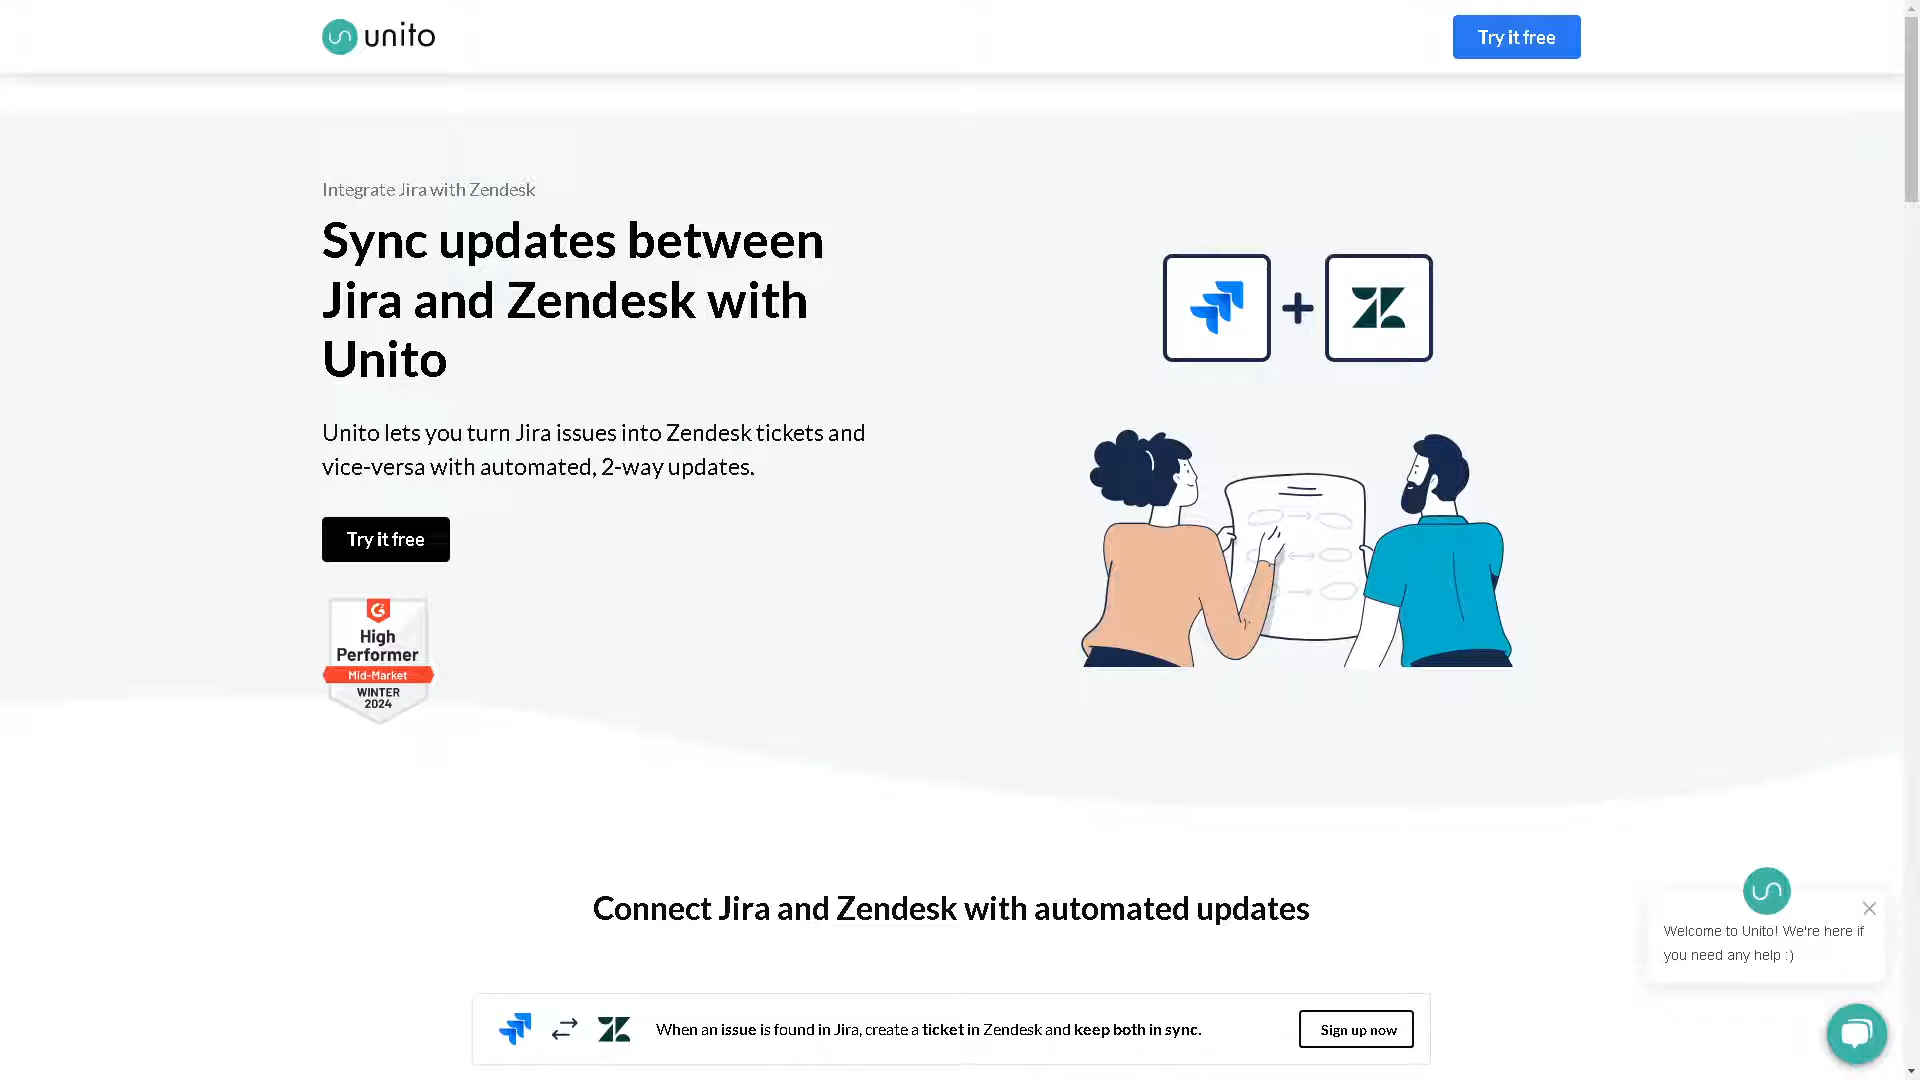 unito
Try it free
Integrate Jira with Zendesk
Sync updates between
Jira and Zendesk with
Unito
Unito lets you turn Jira issues into Zendesk tickets and
vice-versa with automated, 2-way updates.
Try it free
High
Performer
Mid-Market
WINTER
2024
Connect Jira and Zendesk with automated updates
Welcome to Unito! We're here if
you need any help :)
When an issue is found in Jira, create a ticket in Zendesk and keep both in sync.
Sign up now